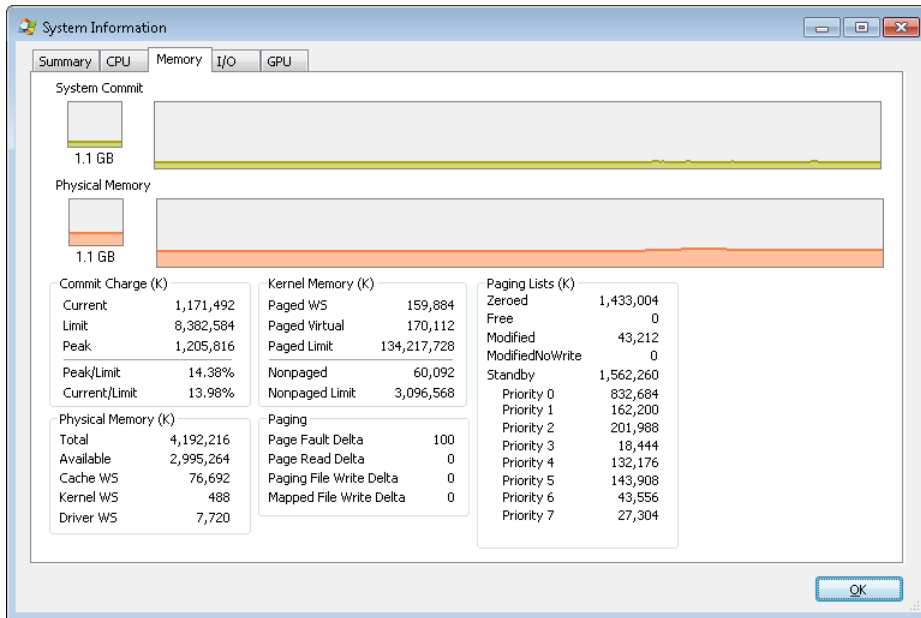 System Information
Summary CPU Memory I/O GPU
System Commit
1.1 GB
Physical Memory
1.1 GB
Commit Charge (K)
Current 1,171,492
Limit 8,382,584
Peak 1,205,816
Peak/Limit 14.38%
Current/Limit 13.98%
Physical Memory (K)
Total 4,192,216
Available 2,995,264
Cache WS 76,692
Kernel WS 488
Driver WS 7,720
Kernel Memory (K)
Paged WS 159,884
Paged Virtual 170,112
Paged Limit 134,217,728
Nonpaged 60,092
Nonpaged Limit 3,096,568
Paging
Page Fault Delta 100
Page Read Delta 0
Paging File Write Delta 0
Mapped File Write Delta 0
Paging Lists (K)
Zeroed 1,433,004
Free 0
Modified 43,212
ModifiedNoWrite 0
Standby 1,562,260
Priority 0 832,684
Priority 1 162,200
Priority 2 201,988
Priority 3 18,444
Priority 4 132,176
Priority 5 143,908
Priority 6 43,556
Priority 7 27,304
OK